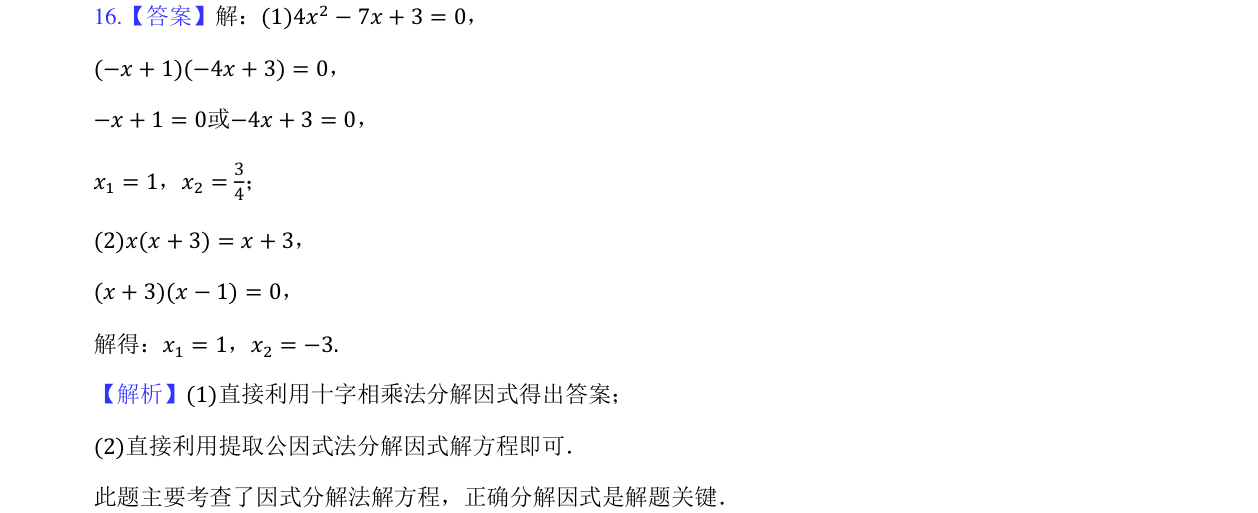 16.【答案】解：(1)4x² − 7x + 3 = 0，
(−x + 1)(−4x + 3) = 0，
−x + 1 = 0或−4x + 3 = 0，
x₁ = 1，x₂ = 3/4；
(2)x(x + 3) = x + 3，
(x + 3)(x − 1) = 0，
解得：x₁ = 1，x₂ = −3.
【解析】(1)直接利用十字相乘法分解因式得出答案；
(2)直接利用提取公因式法分解因式解方程即可．
此题主要考查了因式分解法解方程，正确分解因式是解题关键．